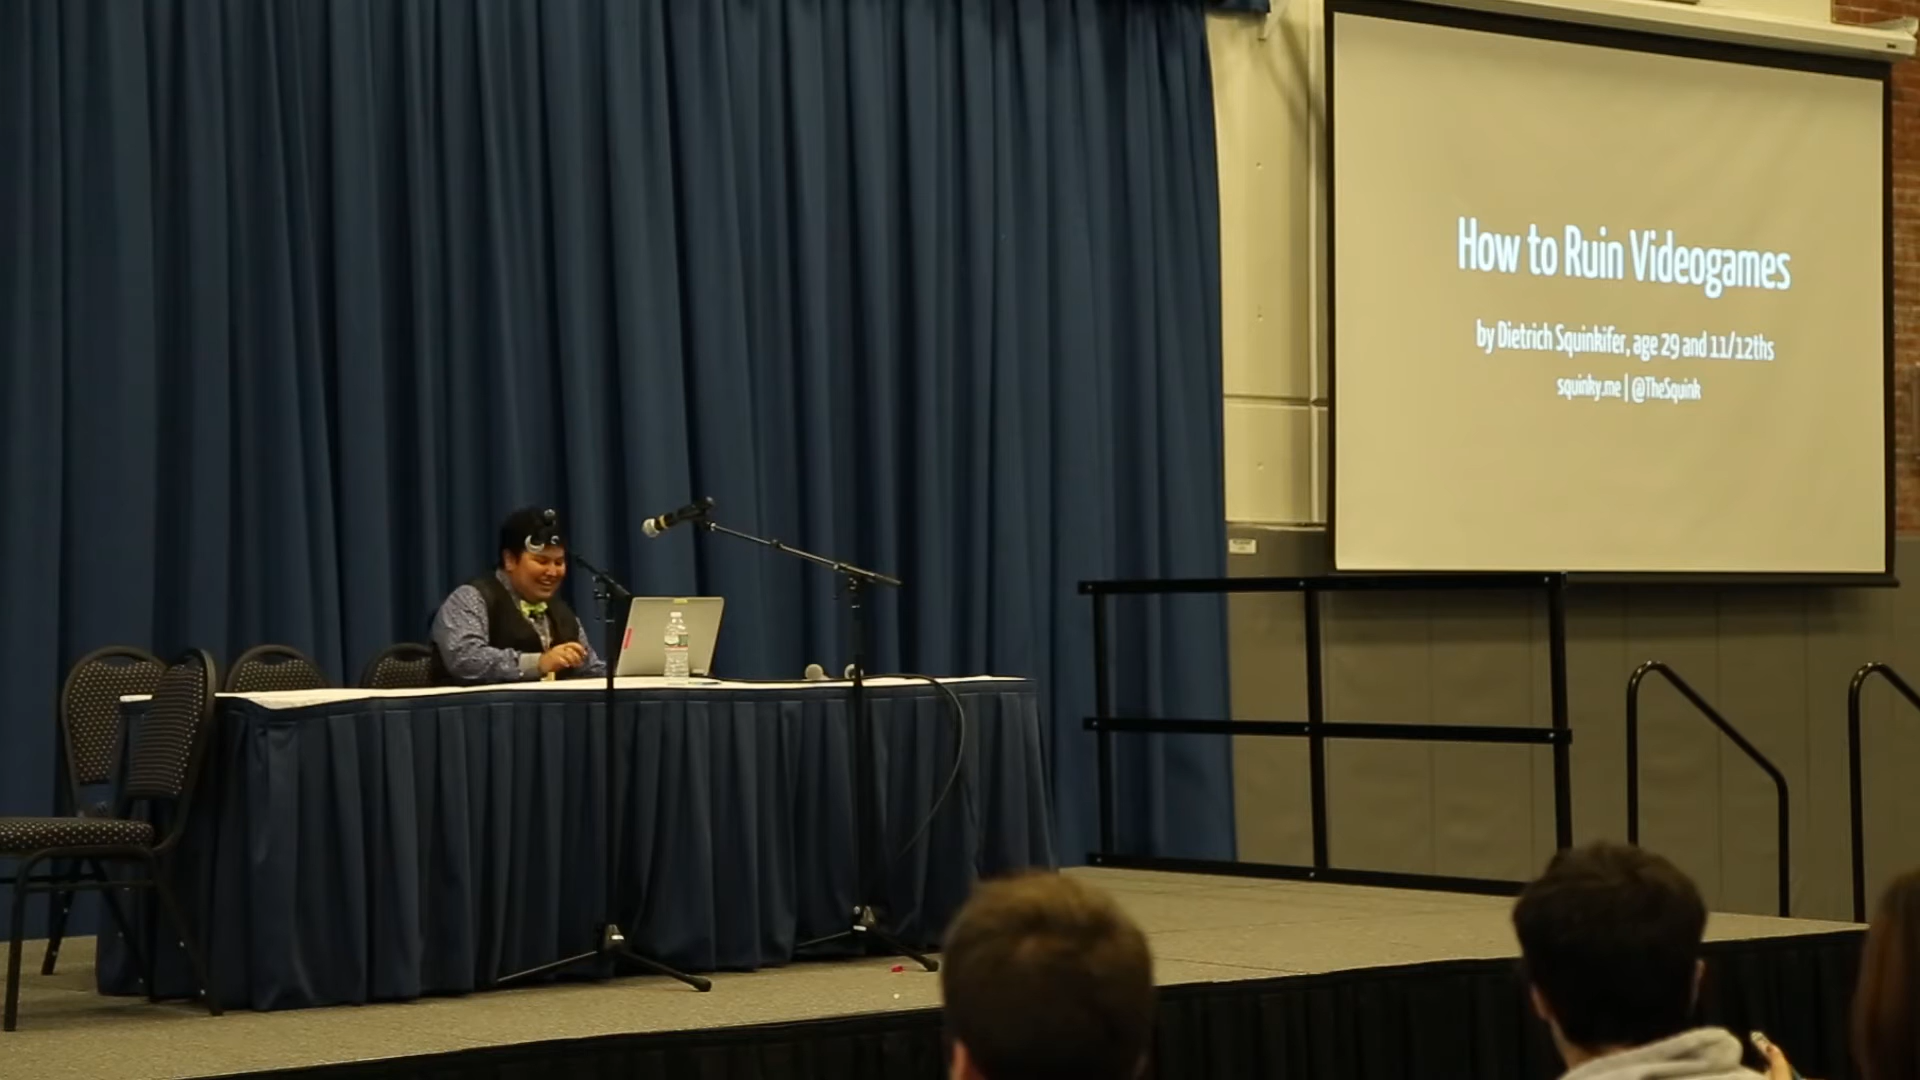 How to Ruin Videogames
by Dietrich Squinkifer, age 29 and 11/12ths
squinky.me | @TheSquink